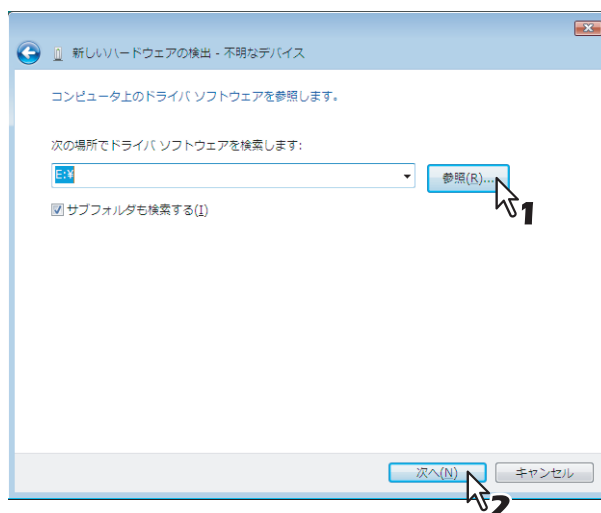 新しいハードウェアの検出 - 不明なデバイス
コンピュータ上のドライバ ソフトウェアを参照します。
次の場所でドライバ ソフトウェアを検索します:
E:¥
参照(R)...
1
サブフォルダも検索する(I)
次へ(N)
キャンセル
2